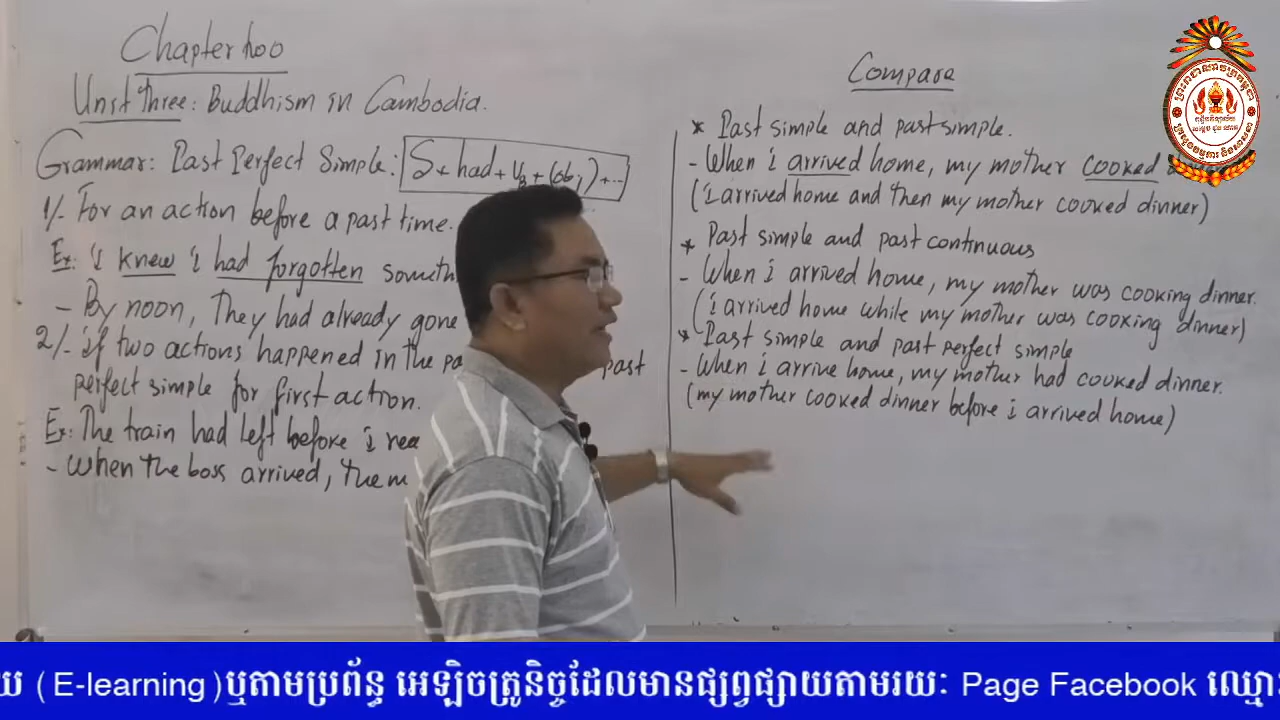 Chapter two
Unit three: Buddhism in Cambodia.
Grammar: Past Perfect Simple: S + had + V3 + (obj) + ...
1/- For an action before a past time.
Ex: i knew i had forgotten someth
- By noon, They had already gone
2/- if two actions happened in the pa past
perfect simple for first action.
Ex: The train had left before i rea
- when the boss arrived, the m
Compare
* Past simple and past simple.
- When i arrived home, my mother cooked
(i arrived home and then my mother cooked dinner)
* Past simple and past continuous
- When i arrived home, my mother was cooking dinner.
(i arrived home while my mother was cooking dinner)
* Past simple and past perfect simple
- When i arrive home, my mother had cooked dinner.
(my mother cooked dinner before i arrived home)
យ ( E-learning )ឬតាមប្រព័ន្ធ អេឡិចត្រូនិច្ចដែលមានផ្សព្វផ្សាយតាមរយៈ Page Facebook ឈ្មោ